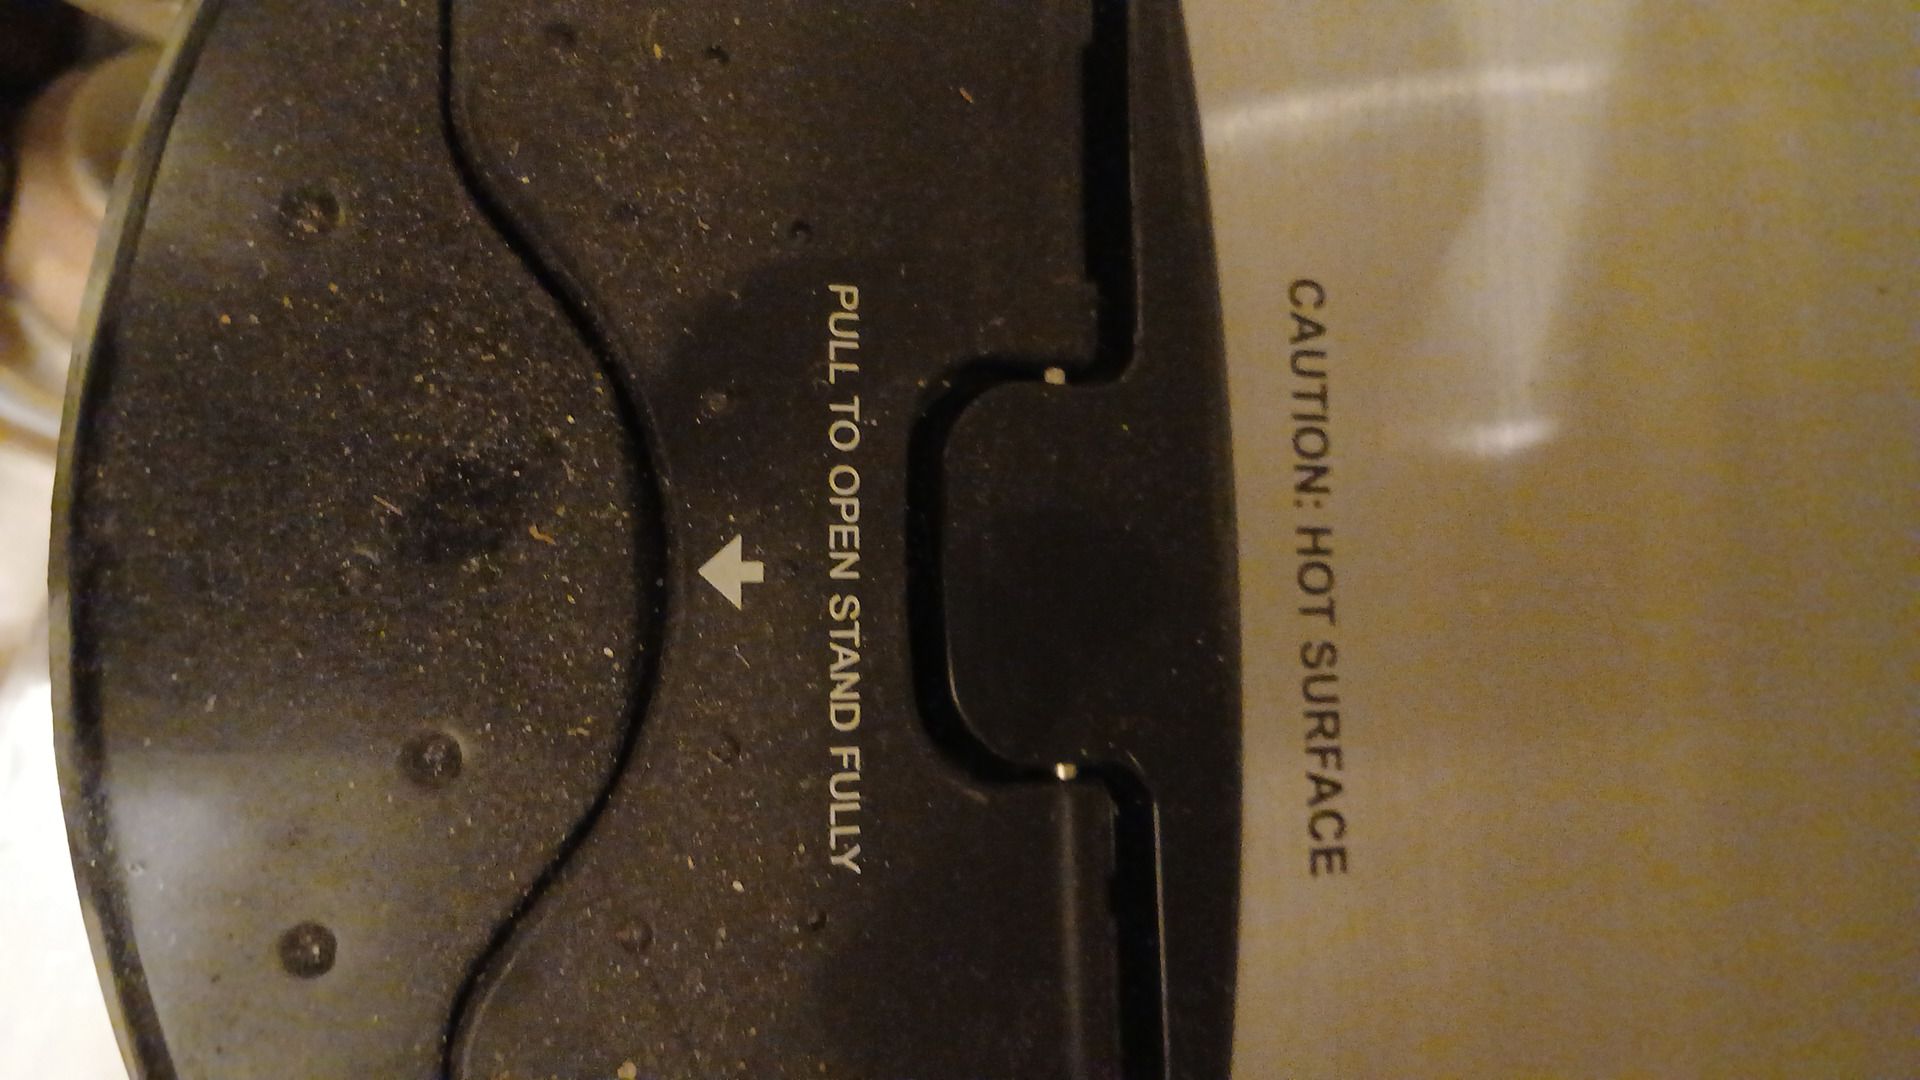 CAUTION: HOT SURFACE
PULL TO OPEN STAND FULLY